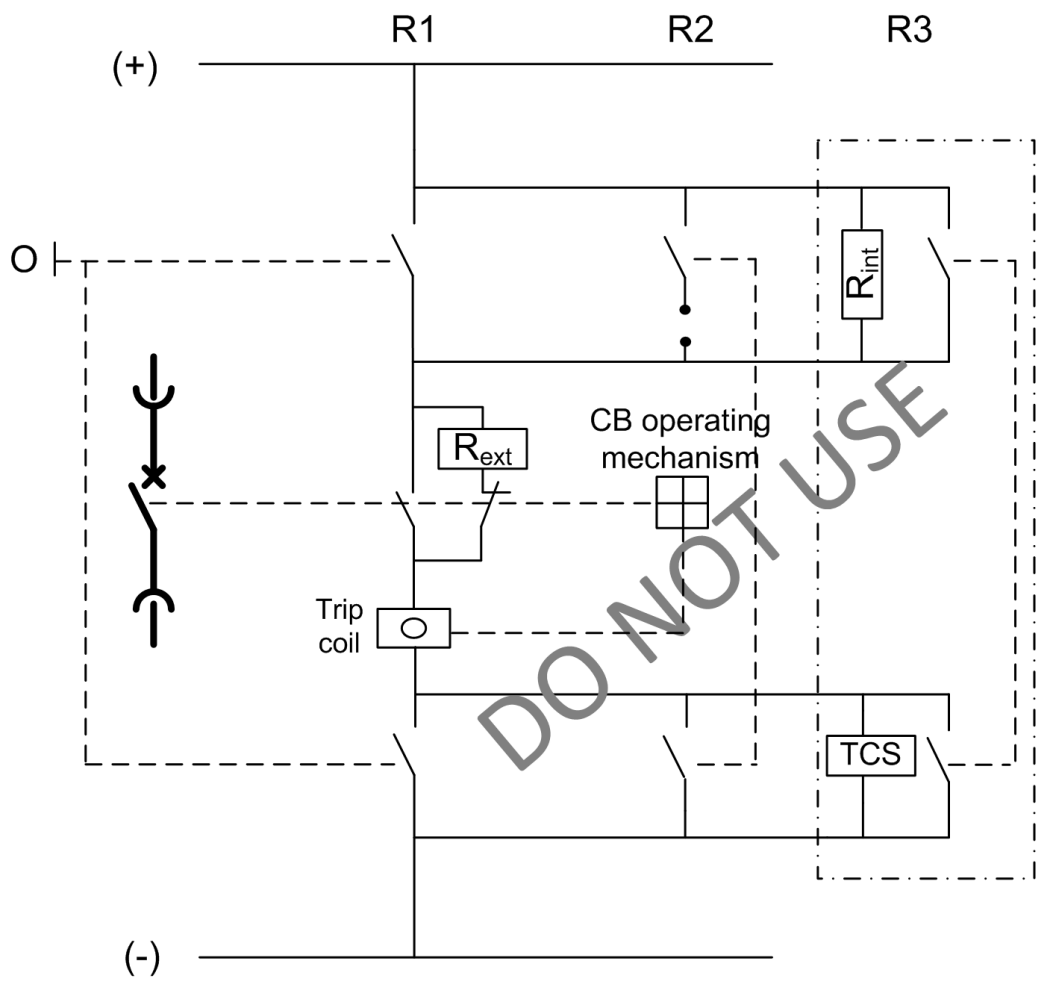 R1 R2 R3
(+)
O
Rint
CB operating
mechanism
Rext
Trip
coil
O
TCS
(-)
DO NOT USE